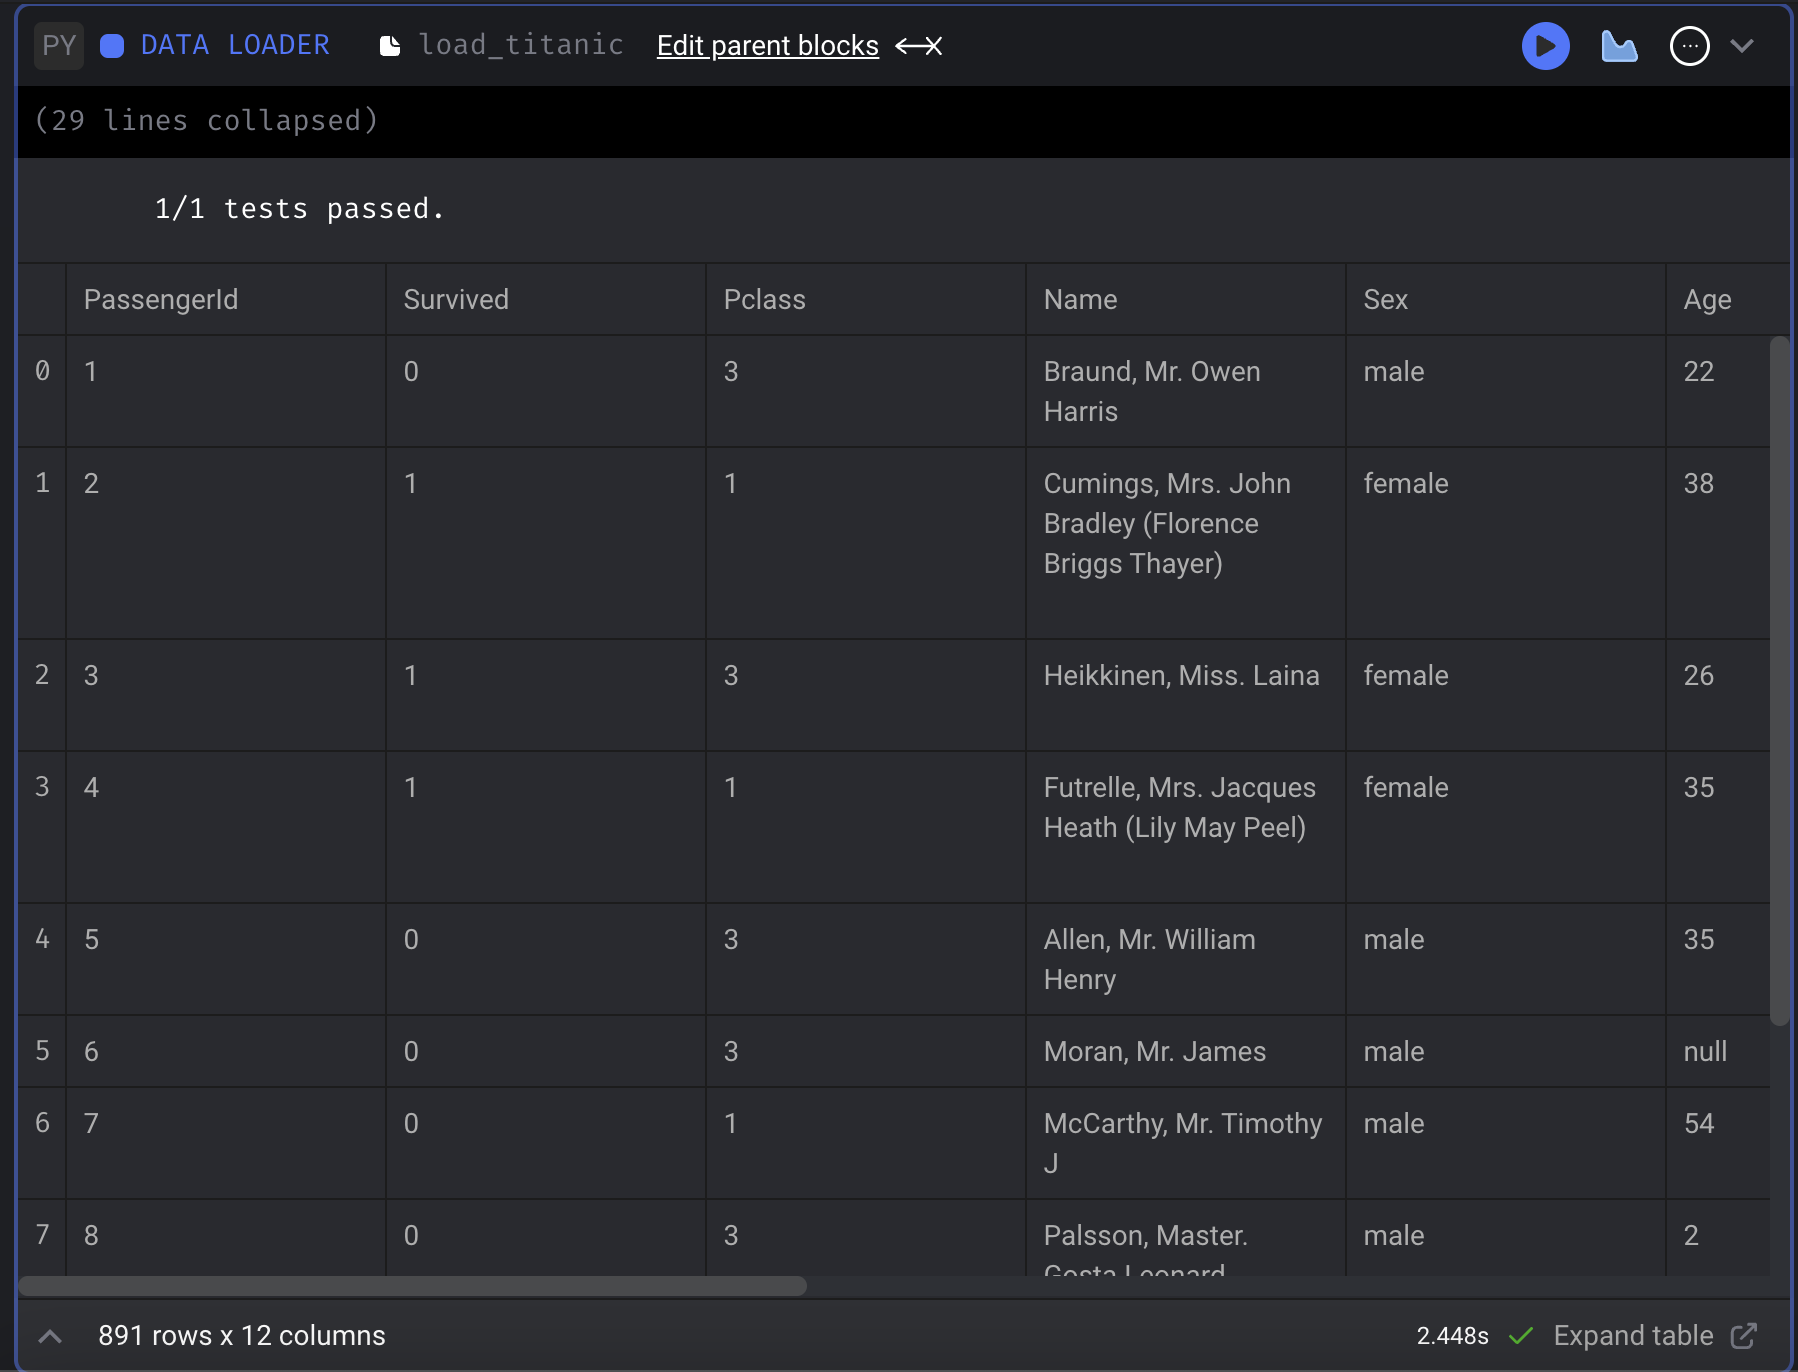 PY DATA LOADER load_titanic Edit parent blocks
(29 lines collapsed)
1/1 tests passed.
PassengerId Survived Pclass Name Sex Age
0 1 0 3 Braund, Mr. Owen male 22
Harris
1 2 1 1 Cumings, Mrs. John female 38
Bradley (Florence
Briggs Thayer)
2 3 1 3 Heikkinen, Miss. Laina female 26
3 4 1 1 Futrelle, Mrs. Jacques female 35
Heath (Lily May Peel)
4 5 0 3 Allen, Mr. William male 35
Henry
5 6 0 3 Moran, Mr. James male null
6 7 0 1 McCarthy, Mr. Timothy male 54
J
7 8 0 3 Palsson, Master. male 2
Gosta Leonard
891 rows x 12 columns 2.448s Expand table